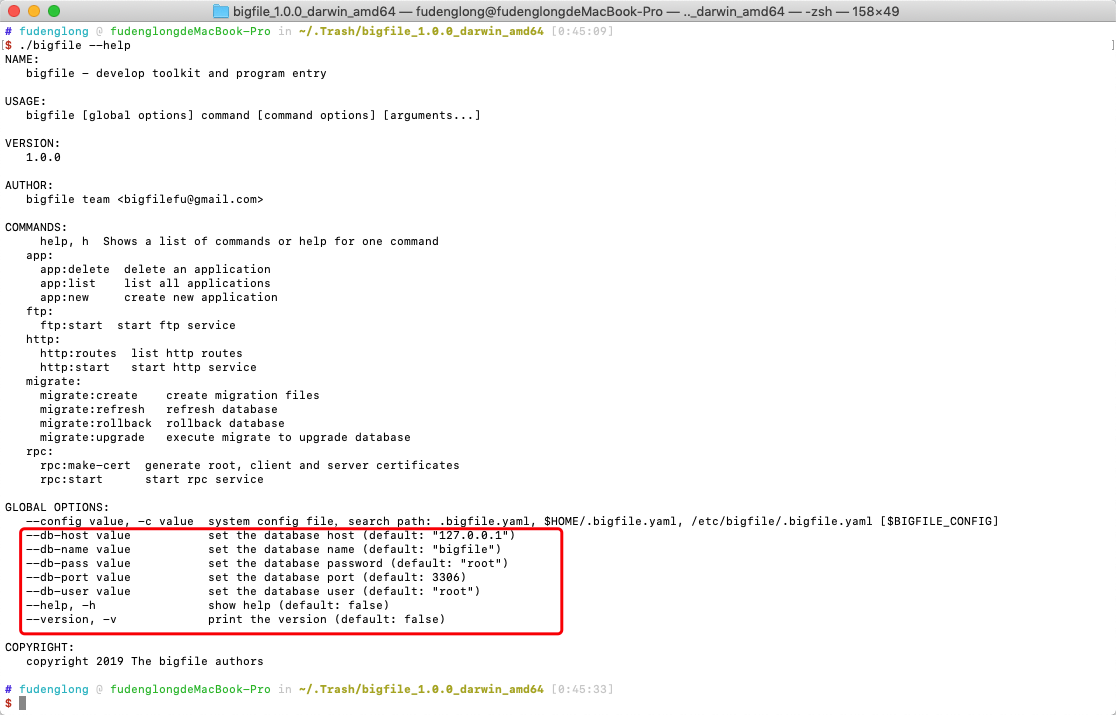 bigfile_1.0.0_darwin_amd64 — fudenglong@fudenglongdeMacBook-Pro — .._darwin_amd64 — -zsh — 158×49
# fudenglong @ fudenglongdeMacBook-Pro in ~/.Trash/bigfile_1.0.0_darwin_amd64 [0:45:09]
[$ ./bigfile --help ]
NAME:
bigfile - develop toolkit and program entry
USAGE:
bigfile [global options] command [command options] [arguments...]
VERSION:
1.0.0
AUTHOR:
bigfile team <bigfilefu@gmail.com>
COMMANDS:
help, h  Shows a list of commands or help for one command
app:
app:delete  delete an application
app:list    list all applications
app:new     create new application
ftp:
ftp:start  start ftp service
http:
http:routes  list http routes
http:start   start http service
migrate:
migrate:create    create migration files
migrate:refresh   refresh database
migrate:rollback  rollback database
migrate:upgrade   execute migrate to upgrade database
rpc:
rpc:make-cert  generate root, client and server certificates
rpc:start      start rpc service
GLOBAL OPTIONS:
--config value, -c value  system config file, search path: .bigfile.yaml, $HOME/.bigfile.yaml, /etc/bigfile/.bigfile.yaml [$BIGFILE_CONFIG]
--db-host value           set the database host (default: "127.0.0.1")
--db-name value           set the database name (default: "bigfile")
--db-pass value           set the database password (default: "root")
--db-port value           set the database port (default: 3306)
--db-user value           set the database user (default: "root")
--help, -h                show help (default: false)
--version, -v             print the version (default: false)
COPYRIGHT:
copyright 2019 The bigfile authors
# fudenglong @ fudenglongdeMacBook-Pro in ~/.Trash/bigfile_1.0.0_darwin_amd64 [0:45:33]
$